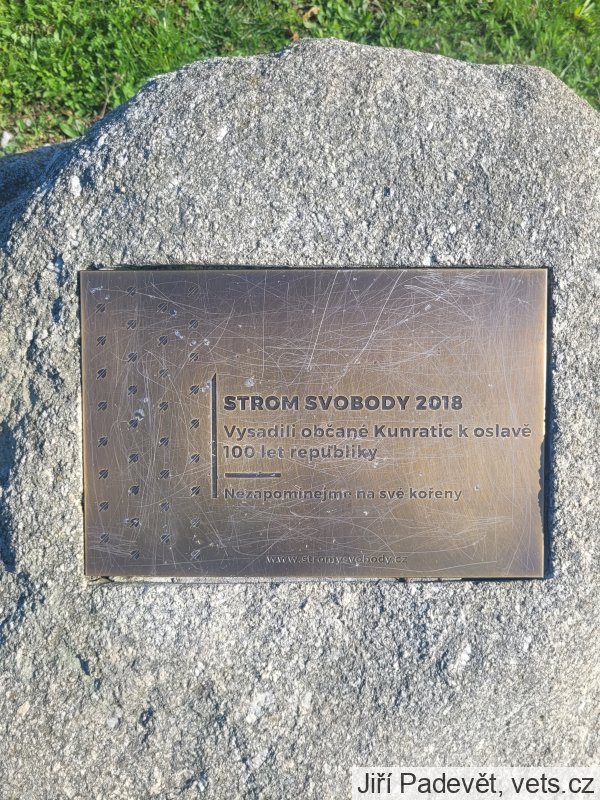 STROM SVOBODY 2018
Vysadili občané Kunratic k oslavě
100 let republiky
Nezapomínejme na své kořeny
www.stromysvobody.cz
Jiří Padevět, vets.cz